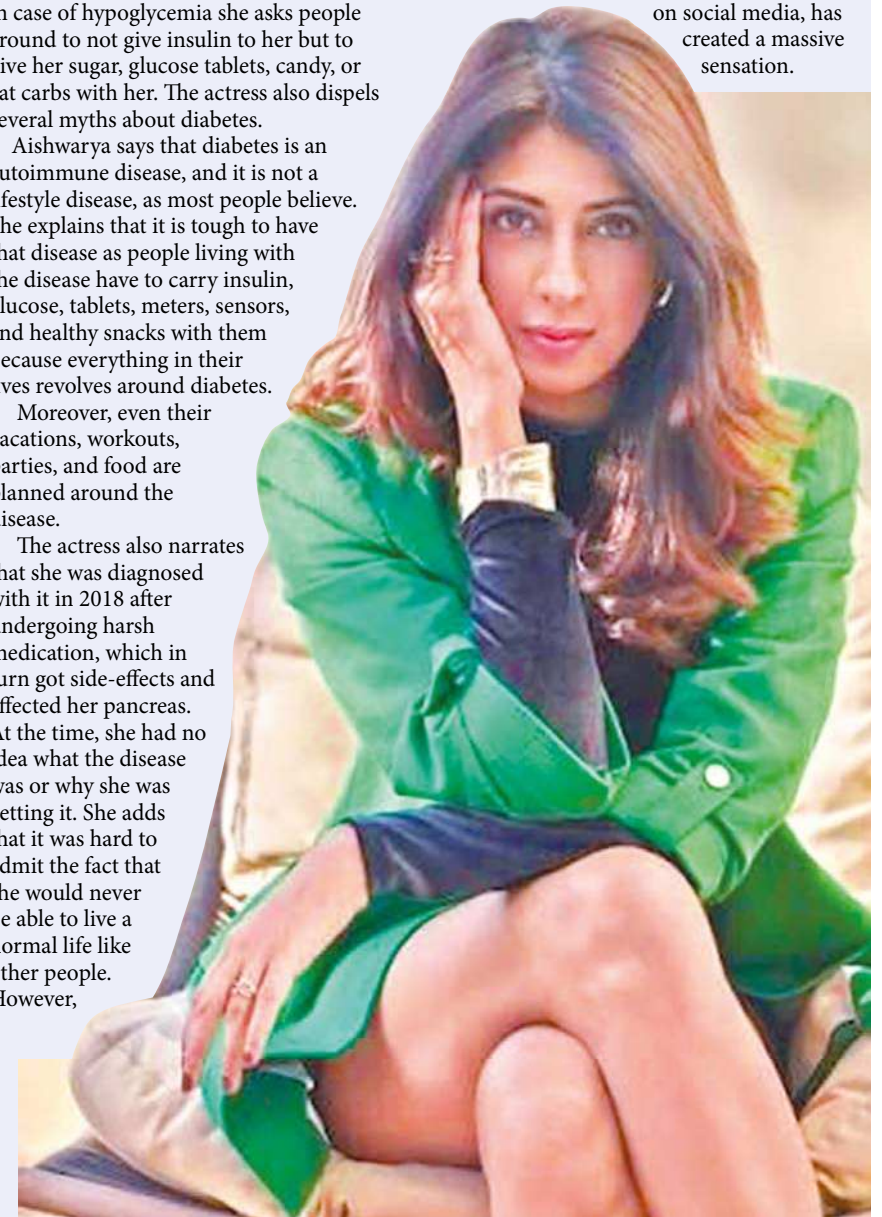 n case of hypoglycemia she asks people
round to not give insulin to her but to
ive her sugar, glucose tablets, candy, or
at carbs with her. The actress also dispels
everal myths about diabetes.
Aishwarya says that diabetes is an
utoimmune disease, and it is not a
ifestyle disease, as most people believe.
he explains that it is tough to have
hat disease as people living with
he disease have to carry insulin,
lucose, tablets, meters, sensors,
nd healthy snacks with them
ecause everything in their
ives revolves around diabetes.
Moreover, even their
acations, workouts,
arties, and food are
lanned around the
isease.
The actress also narrates
hat she was diagnosed
with it in 2018 after
undergoing harsh
medication, which in
urn got side-effects and
ffected her pancreas.
At the time, she had no
dea what the disease
was or why she was
etting it. She adds
hat it was hard to
dmit the fact that
he would never
e able to live a
ormal life like
ther people.
However,
on social media, has
created a massive
sensation.